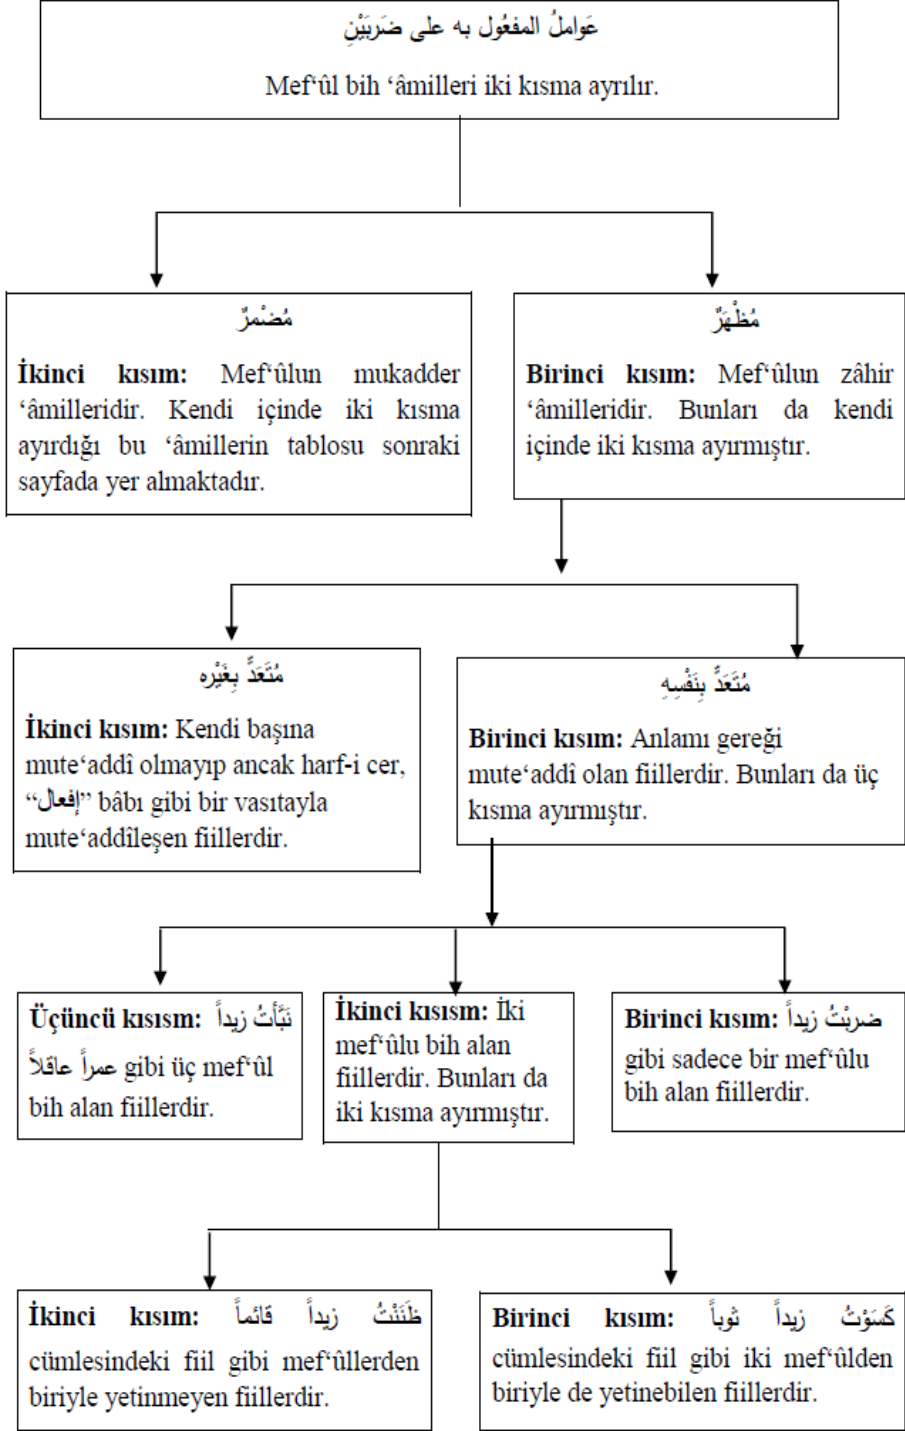 عَواملُ المفعُول به على ضَربَيْنِ
Mef‘ûl bih ‘âmilleri iki kısma ayrılır.
مُضْمرٌ
İkinci kısım: Mef‘ûlun mukadder
‘âmilleridir. Kendi içinde iki kısma
ayırdığı bu ‘âmillerin tablosu sonraki
sayfada yer almaktadır.
مُظْهَرٌ
Birinci kısım: Mef‘ûlun zâhir
‘âmilleridir. Bunları da kendi
içinde iki kısma ayırmıştır.
مُتَعَدٍّ بِغَيْره
İkinci kısım: Kendi başına
mute‘addî olmayıp ancak harf-i cer,
“إفعال” bâbı gibi bir vasıtayla
mute‘addîleşen fiillerdir.
مُتَعَدٍّ بِنَفْسِهِ
Birinci kısım: Anlamı gereği
mute‘addî olan fiillerdir. Bunları da üç
kısma ayırmıştır.
Üçüncü kısısm: نَبَّأتُ زيداً
عمراً عاقلاً gibi üç mef‘ûl
bih alan fiillerdir.
İkinci kısısm: İki
mef‘ûlu bih alan
fiillerdir. Bunları da
iki kısma ayırmıştır.
Birinci kısım: ضربْتُ زيداً
gibi sadece bir mef‘ûlu
bih alan fiillerdir.
İkinci kısım: ظَنَنْتُ زيداً قائماً
cümlesindeki fiil gibi mef‘ûllerden
biriyle yetinmeyen fiillerdir.
Birinci kısım: كَسَوْتُ زيداً ثوباً
cümlesindeki fiil gibi iki mef‘ûlden
biriyle de yetinebilen fiillerdir.